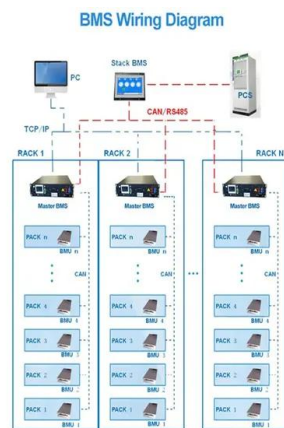 BMS Wiring Diagram
PC
Stack BMS
PCS
CAN/RS485
TCP/IP
RACK 1
RACK 2
RACK N
Master BMS
Master BMS
Master BMS
PACK n
BMU n
PACK n
BMU n
PACK n
BMU n
CAN
CAN
CAN
PACK 4
BMU 4
PACK 4
BMU 4
PACK 4
BMU 4
PACK 3
BMU 3
PACK 3
BMU 3
PACK 3
BMU 3
PACK 2
BMU 2
PACK 2
BMU 2
PACK 2
BMU 2
PACK 1
BMU 1
PACK 1
BMU 1
PACK 1
BMU 1